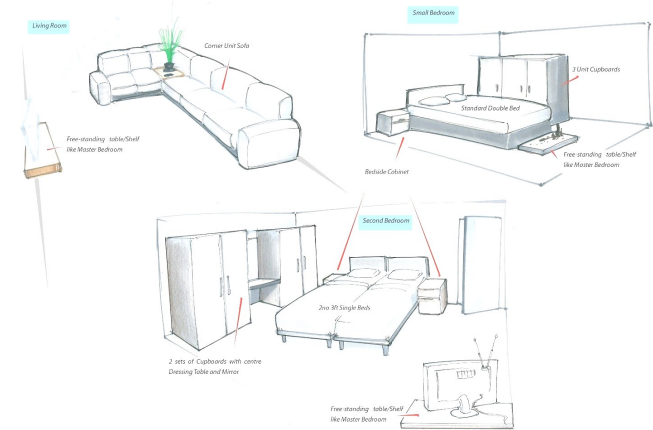 Living Room
Corner Unit Sofa
Free-standing table/Shelf
like Master Bedroom
Small Bedroom
3 Unit Cupboards
Standard Double Bed
Free-standing table/Shelf
like Master Bedroom
Bedside Cabinet
Second Bedroom
2no 3ft Single Beds
2 sets of Cupboards with centre
Dressing Table and Mirror
Free-standing table/Shelf
like Master Bedroom